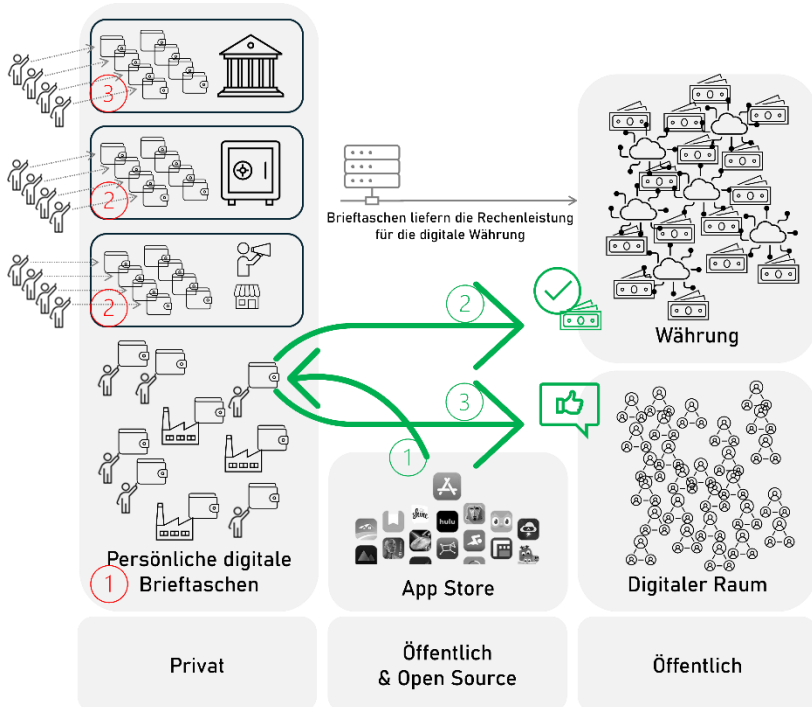 3
2
Brieftaschen liefern die Rechenleistung
für die digitale Währung
2
2
Währung
3
1
hulu
Persönliche digitale
Brieftaschen
1
App Store
Digitaler Raum
Privat
Öffentlich
& Open Source
Öffentlich